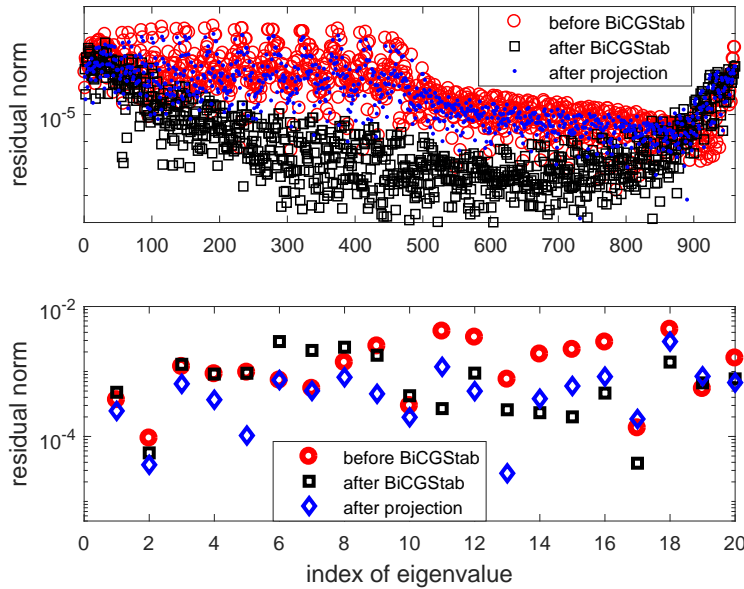 residual norm
10^-5
before BiCGStab
after BiCGStab
after projection
0 100 200 300 400 500 600 700 800 900
residual norm
10^-2
10^-4
before BiCGStab
after BiCGStab
after projection
0 2 4 6 8 10 12 14 16 18 20
index of eigenvalue